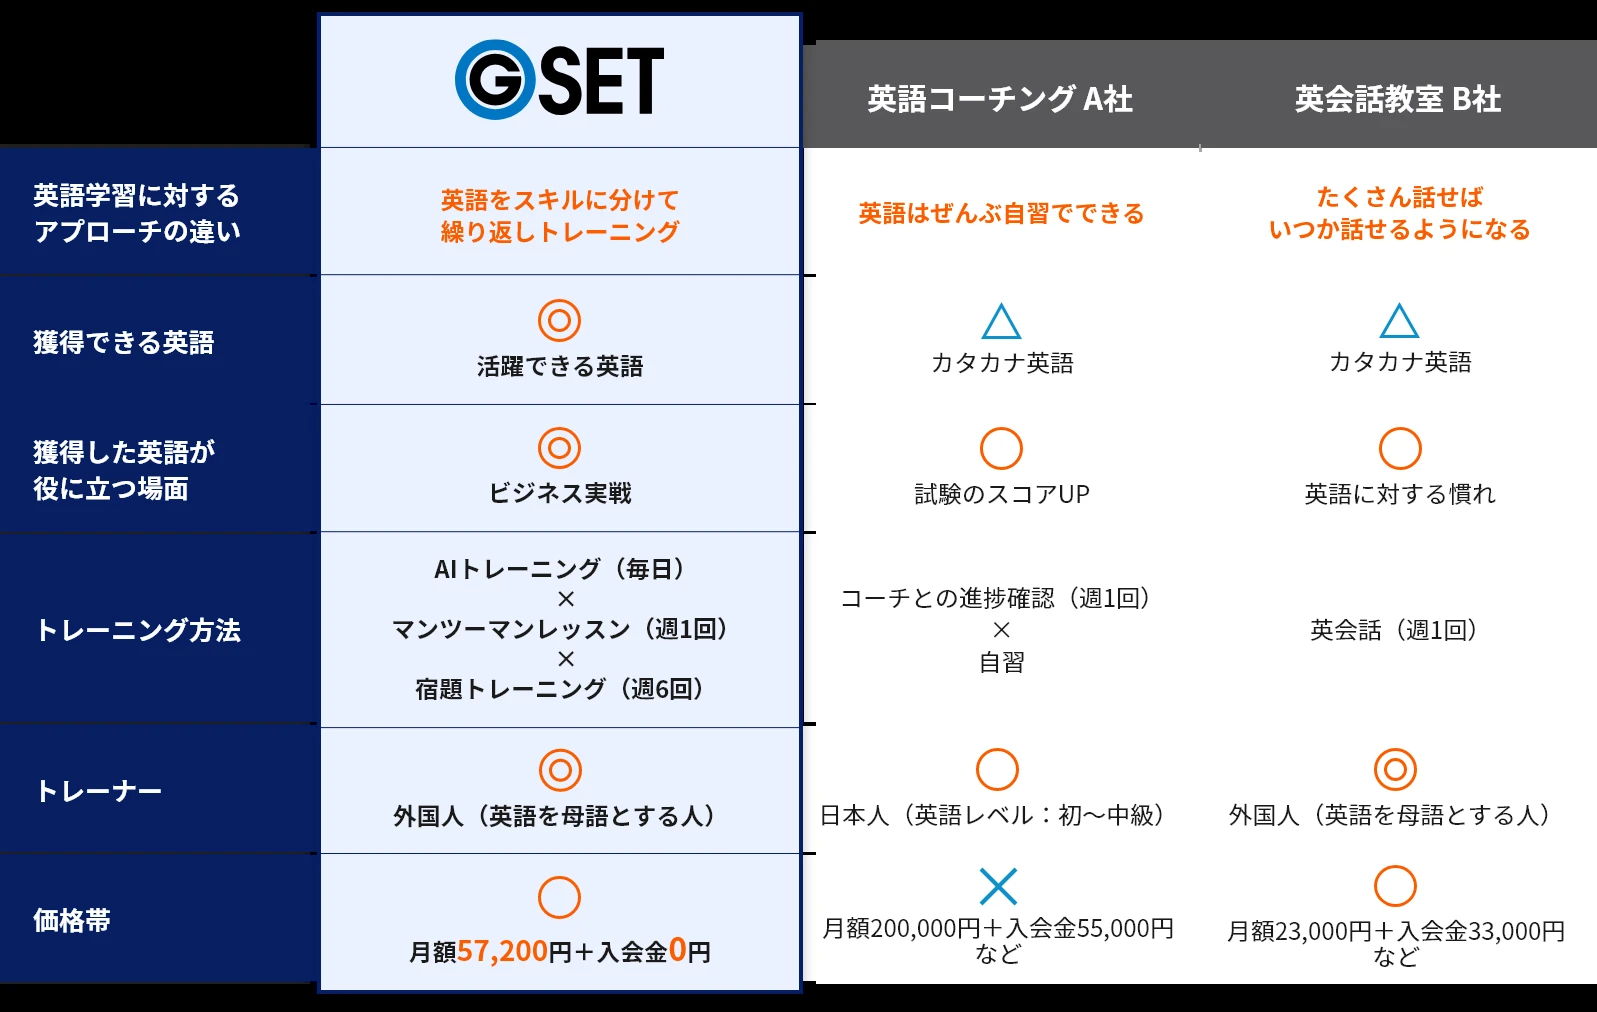 GSET
英語コーチング A社
英会話教室 B社
英語学習に対する
アプローチの違い
英語をスキルに分けて
繰り返しトレーニング
英語はぜんぶ自習でできる
たくさん話せば
いつか話せるようになる
獲得できる英語
◎
活躍できる英語
△
カタカナ英語
△
カタカナ英語
獲得した英語が
役に立つ場面
◎
ビジネス実戦
○
試験のスコアUP
○
英語に対する慣れ
トレーニング方法
AIトレーニング（毎日）
×
マンツーマンレッスン（週1回）
×
宿題トレーニング（週6回）
コーチとの進捗確認（週1回）
×
自習
英会話（週1回）
トレーナー
◎
外国人（英語を母語とする人）
○
日本人（英語レベル：初〜中級）
◎
外国人（英語を母語とする人）
価格帯
○
月額57,200円＋入会金0円
×
月額200,000円＋入会金55,000円
など
○
月額23,000円＋入会金33,000円
など